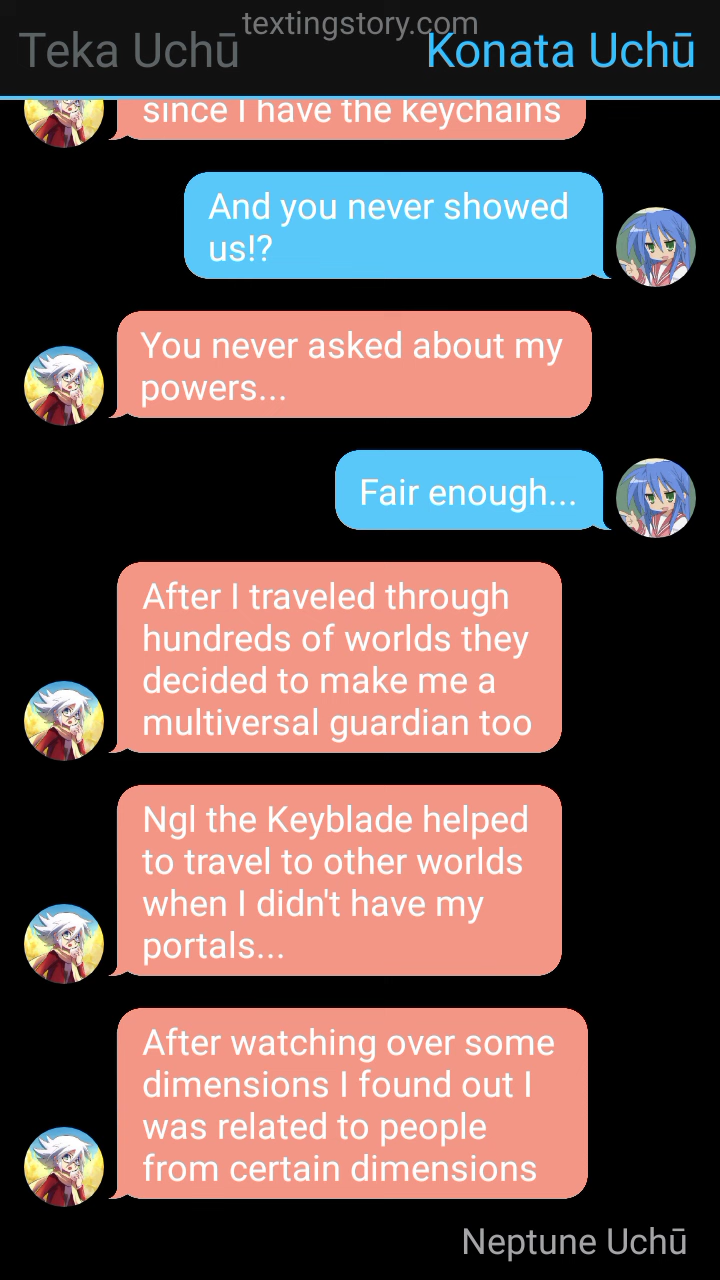 textingstory.com
Teka Uchū
Konata Uchū
since I have the keychains
And you never showed
us!?
You never asked about my
powers...
Fair enough...
After I traveled through
hundreds of worlds they
decided to make me a
multiversal guardian too
Ngl the Keyblade helped
to travel to other worlds
when I didn't have my
portals...
After watching over some
dimensions I found out I
was related to people
from certain dimensions
Neptune Uchū